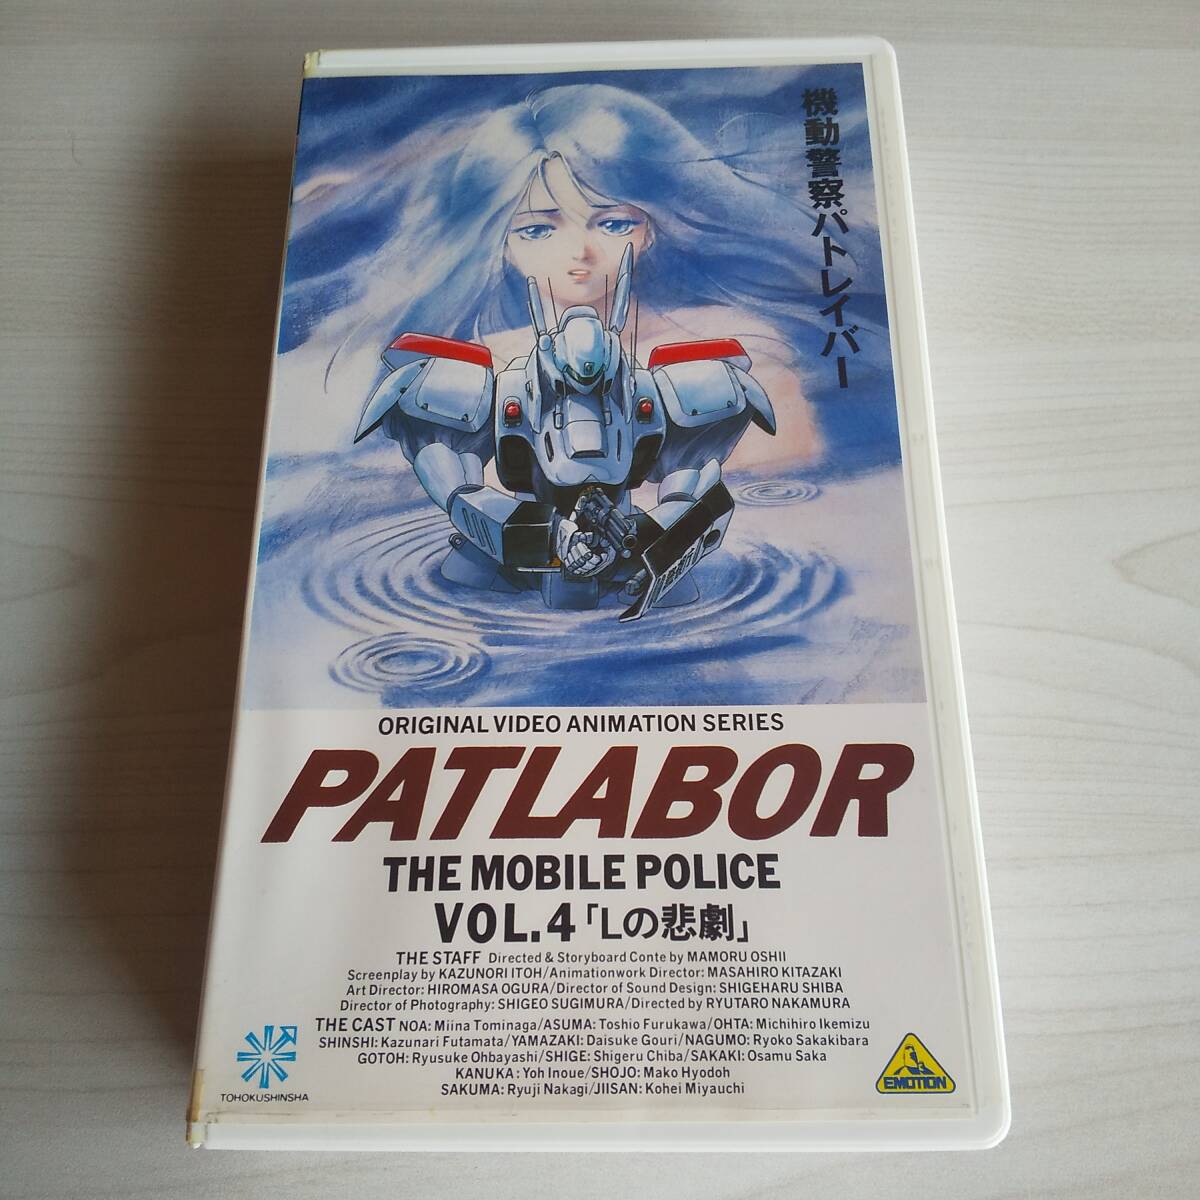 機動警察パトレイバー
ORIGINAL VIDEO ANIMATION SERIES
PATLABOR
THE MOBILE POLICE
VOL.4「Lの悲劇」
THE STAFF Directed & Storyboard Conte by MAMORU OSHII
Screenplay by KAZUNORI ITOH/Animationwork Director: MASAHIRO KITAZAKI
Art Director: HIROMASA OGURA/Director of Sound Design: SHIGEHARU SHIBA
Director of Photography: SHIGEO SUGIMURA/Directed by RYUTARO NAKAMURA
THE CAST NOA: Miina Tominaga/ASUMA: Toshio Furukawa/OHTA: Michihiro Ikemizu
SHINSHI: Kazunari Futamata/YAMAZAKI: Daisuke Gouri/NAGUMO: Ryoko Sakakibara
GOTOH: Ryusuke Ohbayashi/SHIGE: Shigeru Chiba/SAKAKI: Osamu Saka
KANUKA: Yoh Inoue/SHOJO: Mako Hyodoh
SAKUMA: Ryuji Nakagi/JIISAN: Kohei Miyauchi
TOHOKUSHINSHA
EMOTION